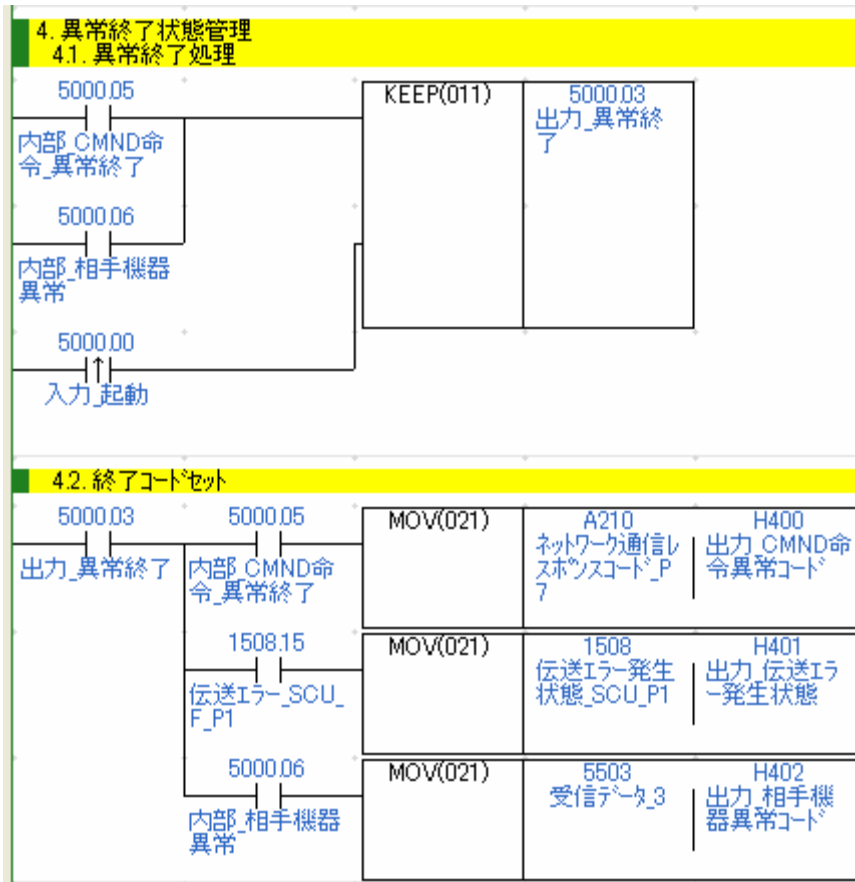 4. 異常終了状態管理
4.1. 異常終了処理
5000.05
内部_CMND命
令_異常終了
KEEP(011)
5000.03
出力_異常終
了
5000.06
内部_相手機器
異常
5000.00
入力_起動
4.2. 終了ｺｰﾄﾞｾｯﾄ
5000.03
出力_異常終了
5000.05
内部_CMND命
令_異常終了
MOV(021)
A210
ﾈｯﾄﾜｰｸ通信ﾚ
ｽﾎﾟﾝｽｺｰﾄﾞ_P
7
H400
出力_CMND命
令異常ｺｰﾄﾞ
1508.15
伝送ｴﾗｰ_SCU_
F_P1
MOV(021)
1508
伝送ｴﾗｰ発生
状態_SCU_P1
H401
出力_伝送ｴﾗ
ｰ発生状態
5000.06
内部_相手機器
異常
MOV(021)
5503
受信ﾃﾞｰﾀ_3
H402
出力_相手機
器異常ｺｰﾄﾞ